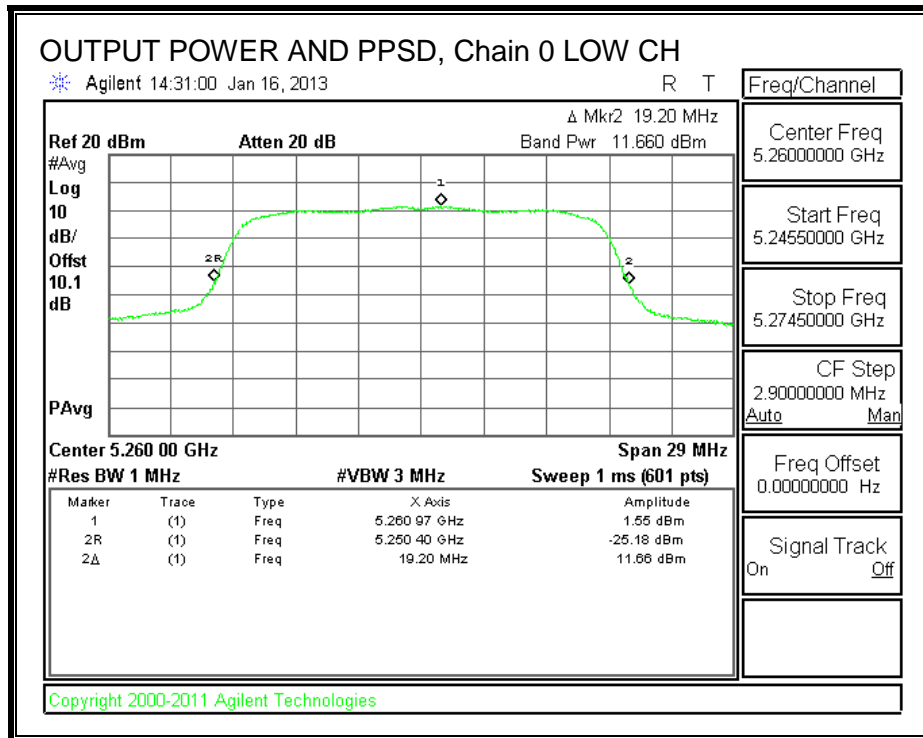 OUTPUT POWER AND PPSD, Chain 0 LOW CH
Agilent 14:31:00 Jan 16, 2013 R T
Δ Mkr2 19.20 MHz
Ref 20 dBm Atten 20 dB Band Pwr 11.660 dBm
#Avg
Log
10
dB/
Offst
10.1
dB
PAvg
1
2R
2
Center 5.260 00 GHz Span 29 MHz
#Res BW 1 MHz #VBW 3 MHz Sweep 1 ms (601 pts)
Marker Trace Type X Axis Amplitude
1 (1) Freq 5.260 97 GHz 1.55 dBm
2R (1) Freq 5.250 40 GHz -25.18 dBm
2Δ (1) Freq 19.20 MHz 11.66 dBm
Freq/Channel
Center Freq
5.26000000 GHz
Start Freq
5.24550000 GHz
Stop Freq
5.27450000 GHz
CF Step
2.90000000 MHz
Auto Man
Freq Offset
0.00000000 Hz
Signal Track
On Off
Copyright 2000-2011 Agilent Technologies